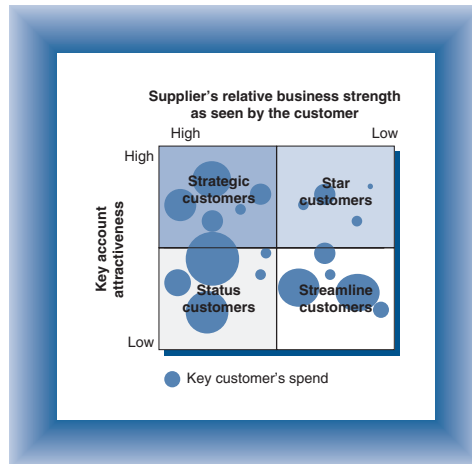 Supplier's relative business strength
as seen by the customer
High Low
High
Strategic
customers
Star
customers
Key account
attractiveness
Status
customers
Streamline
customers
Low
Key customer's spend